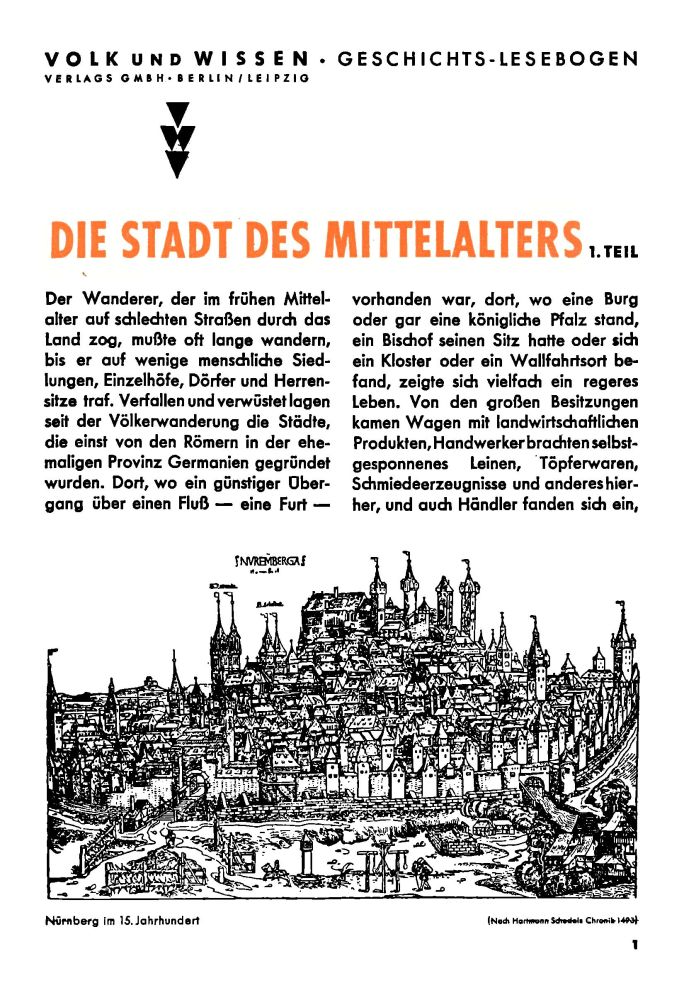 VOLK UND WISSEN · GESCHICHTS-LESEBOGEN
VERLAGS GMBH · BERLIN/LEIPZIG
DIE STADT DES MITTELALTERS 1. TEIL
Der Wanderer, der im frühen Mittel-
alter auf schlechten Straßen durch das
Land zog, mußte oft lange wandern,
bis er auf wenige menschliche Sied-
lungen, Einzelhöfe, Dörfer und Herren-
sitze traf. Verfallen und verwüstet lagen
seit der Völkerwanderung die Städte,
die einst von den Römern in der ehe-
maligen Provinz Germanien gegründet
wurden. Dort, wo ein günstiger Über-
gang über einen Fluß — eine Furt —
vorhanden war, dort, wo eine Burg
oder gar eine königliche Pfalz stand,
ein Bischof seinen Sitz hatte oder sich
ein Kloster oder ein Wallfahrtsort be-
fand, zeigte sich vielfach ein regeres
Leben. Von den großen Besitzungen
kamen Wagen mit landwirtschaftlichen
Produkten, Handwerker brachten selbst-
gesponnenes Leinen, Töpferwaren,
Schmiedeerzeugnisse und anderes hier-
her, und auch Händler fanden sich ein,
NVREMBERGA
Nürnberg im 15. Jahrhundert
(Nach Hartmann Schedels Chronik 1493)
1